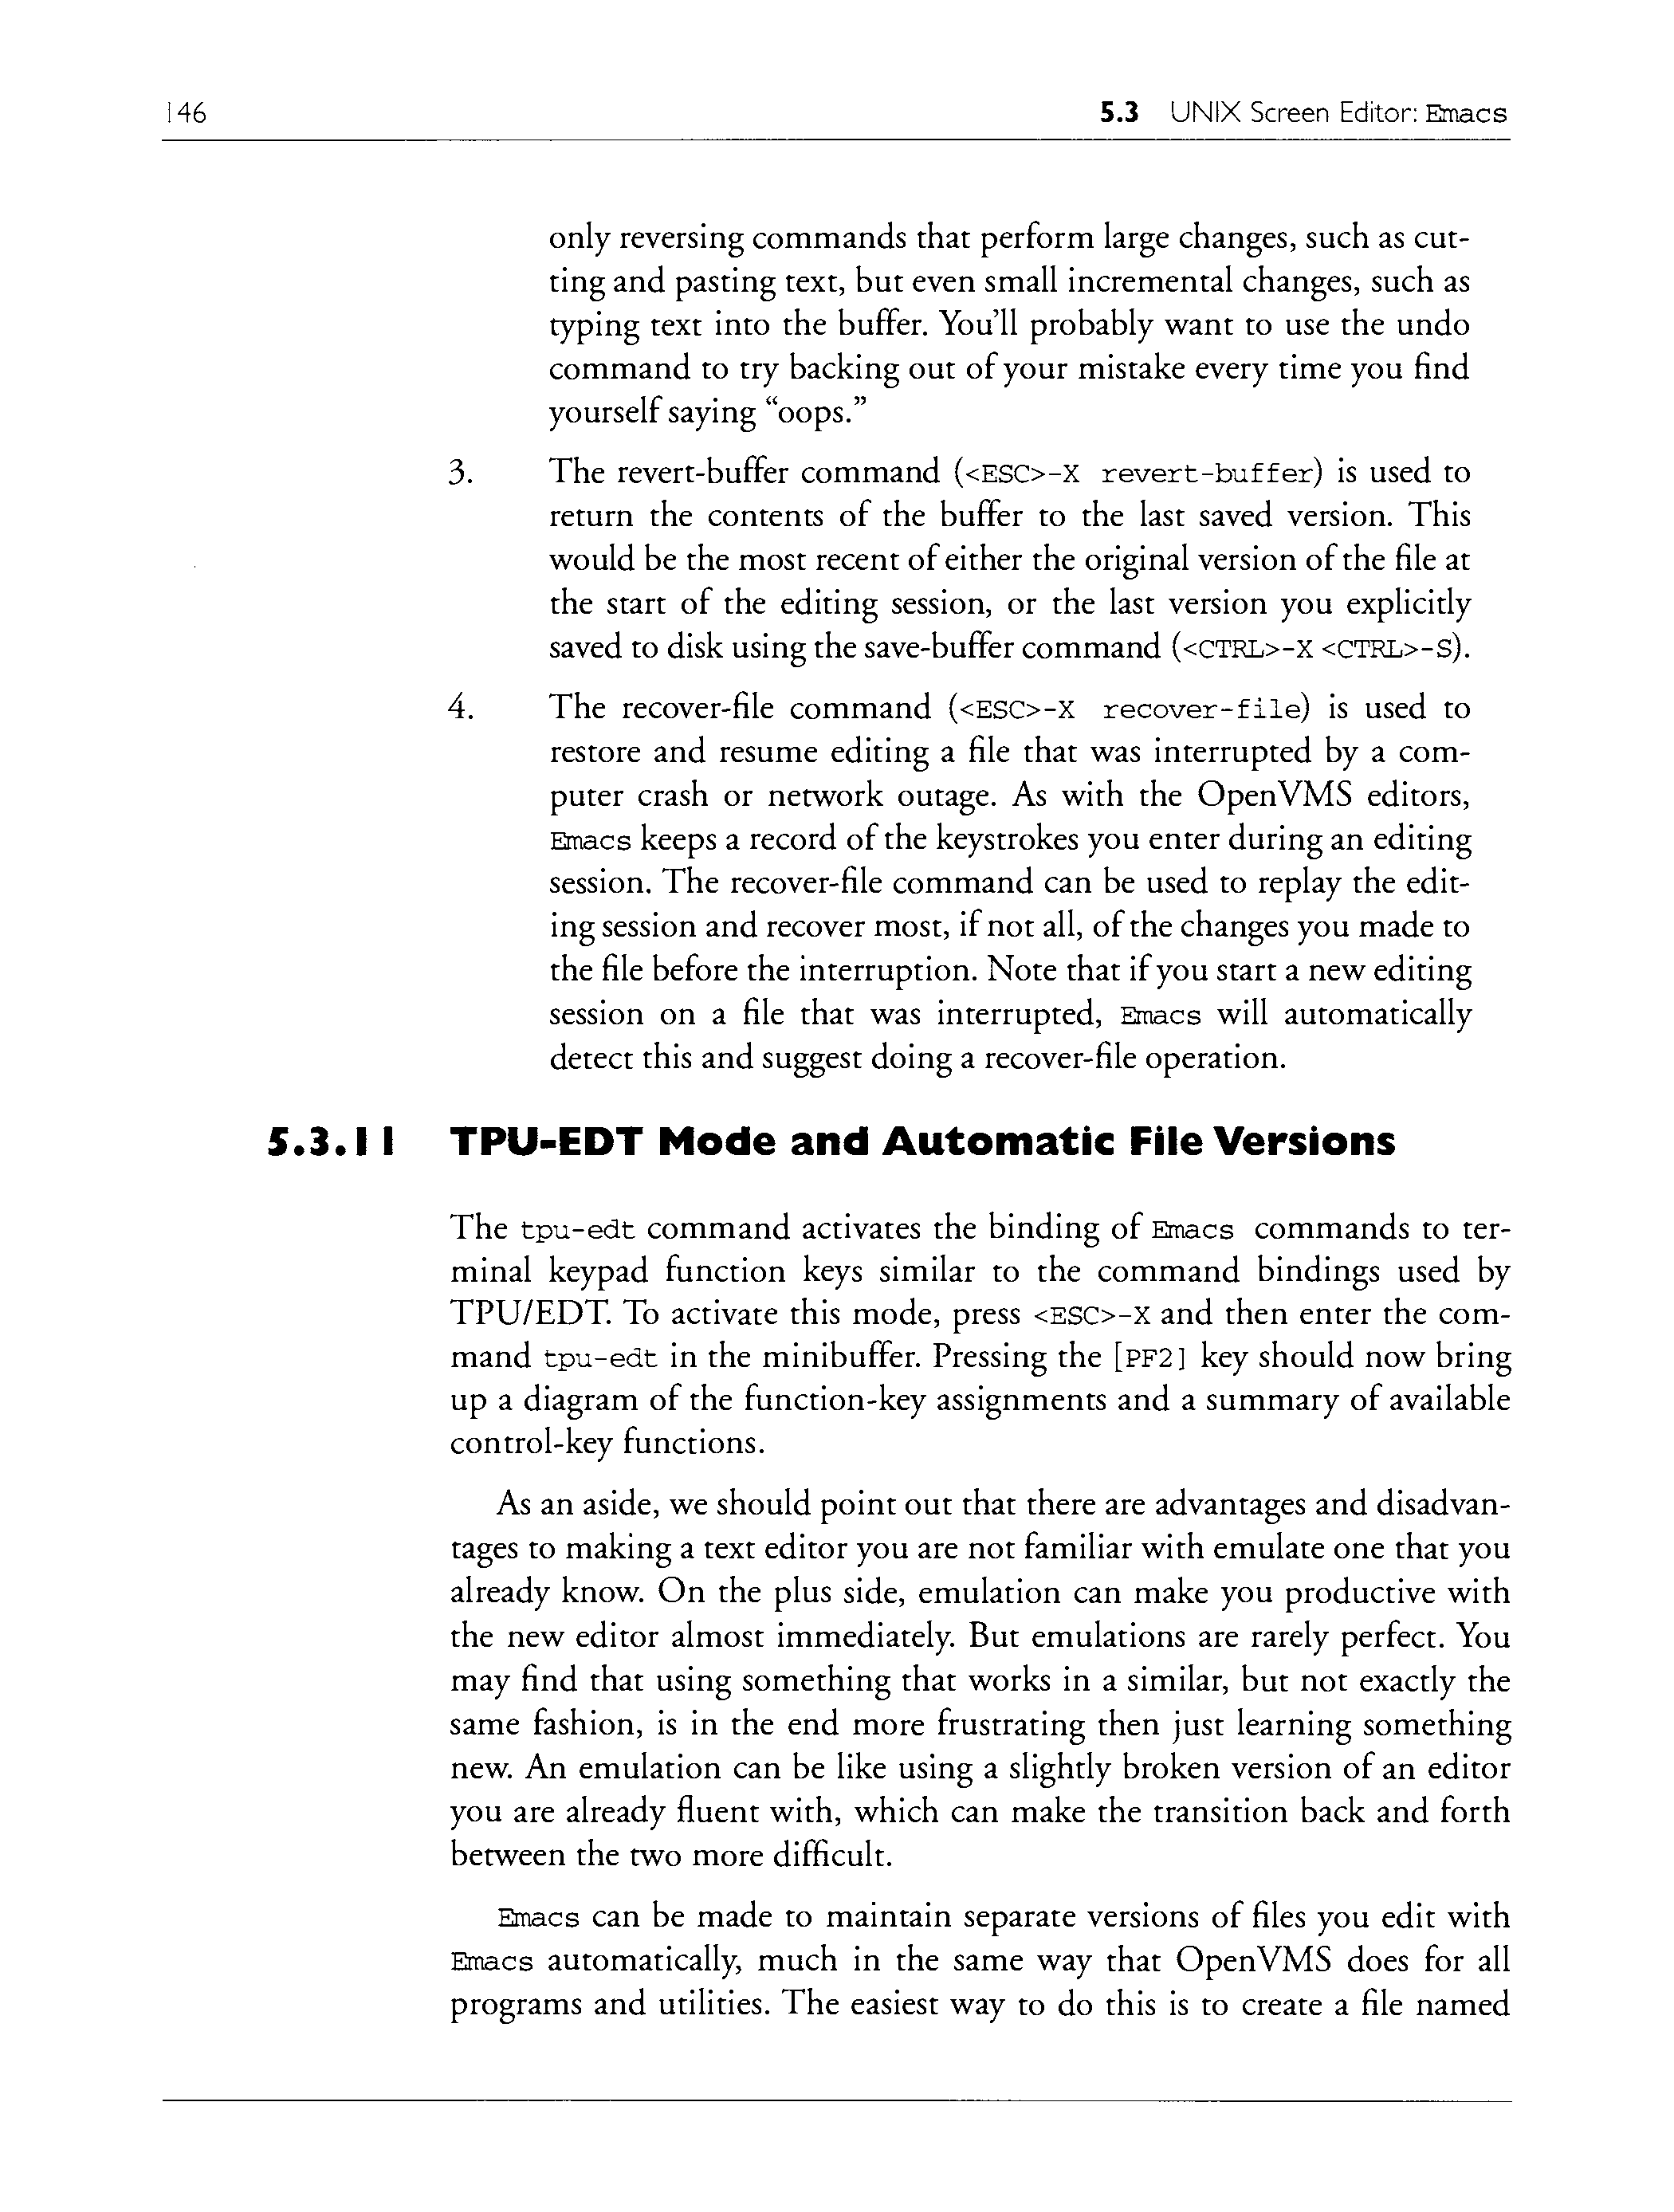 146
5.3 UNIX Screen Editor: Emacs
only reversing commands that perform large changes, such as cut-
ting and pasting text, but even small incremental changes, such as
typing text into the buffer. You’ll probably want to use the undo
command to try backing out of your mistake every time you find
yourself saying “oops.”
3. The revert-buffer command (<ESC>-X revert-buffer) is used to
return the contents of the buffer to the last saved version. This
would be the most recent of either the original version of the file at
the start of the editing session, or the last version you explicitly
saved to disk using the save-buffer command (<CTRL>-X <CTRL>-S).
4. The recover-file command (<ESC>-X recover-file) is used to
restore and resume editing a file that was interrupted by a com-
puter crash or network outage. As with the OpenVMS editors,
Emacs keeps a record of the keystrokes you enter during an editing
session. The recover-file command can be used to replay the edit-
ing session and recover most, if not all, of the changes you made to
the file before the interruption. Note that if you start a new editing
session on a file that was interrupted, Emacs will automatically
detect this and suggest doing a recover-file operation.
5.3.11 TPU-EDT Mode and Automatic File Versions
The tpu-edt command activates the binding of Emacs commands to ter-
minal keypad function keys similar to the command bindings used by
TPU/EDT. To activate this mode, press <ESC>-X and then enter the com-
mand tpu-edt in the minibuffer. Pressing the [PF2] key should now bring
up a diagram of the function-key assignments and a summary of available
control-key functions.
As an aside, we should point out that there are advantages and disadvan-
tages to making a text editor you are not familiar with emulate one that you
already know. On the plus side, emulation can make you productive with
the new editor almost immediately. But emulations are rarely perfect. You
may find that using something that works in a similar, but not exactly the
same fashion, is in the end more frustrating then just learning something
new. An emulation can be like using a slightly broken version of an editor
you are already fluent with, which can make the transition back and forth
between the two more difficult.
Emacs can be made to maintain separate versions of files you edit with
Emacs automatically, much in the same way that OpenVMS does for all
programs and utilities. The easiest way to do this is to create a file named